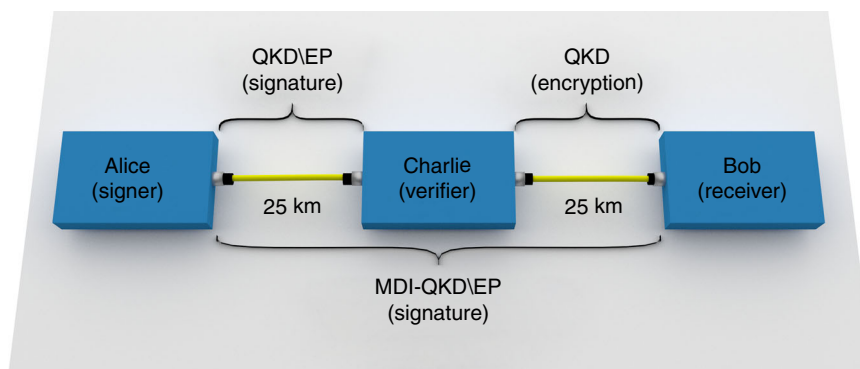 QKD\EP
(signature)
QKD
(encryption)
Alice
(signer)
Charlie
(verifier)
Bob
(receiver)
25 km
25 km
MDI-QKD\EP
(signature)